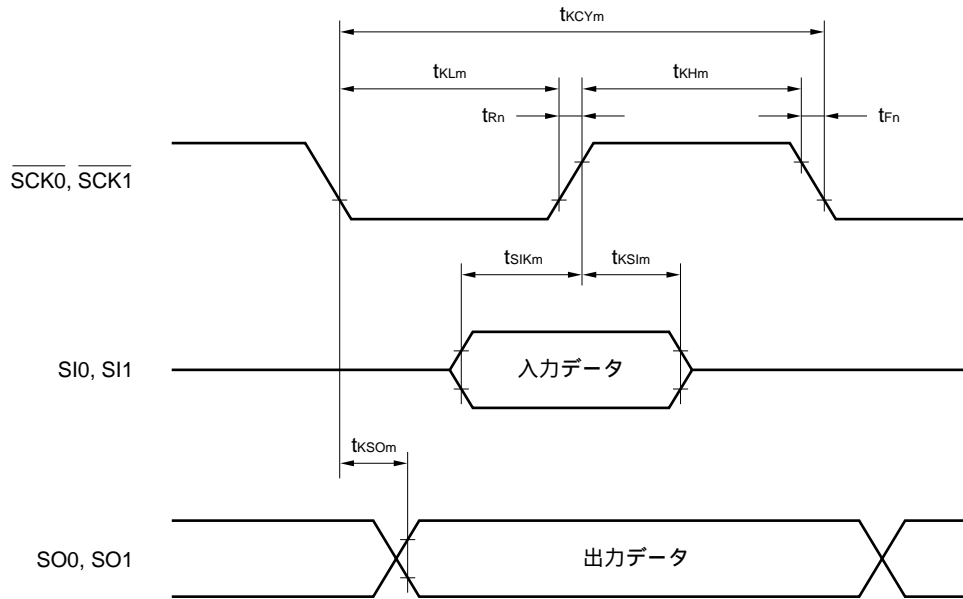 tKCYm
tKLm
tKHm
tRn
tFn
SCK0, SCK1
tSIKm
tKSIm
SI0, SI1
入力データ
tKSOm
SO0, SO1
出力データ